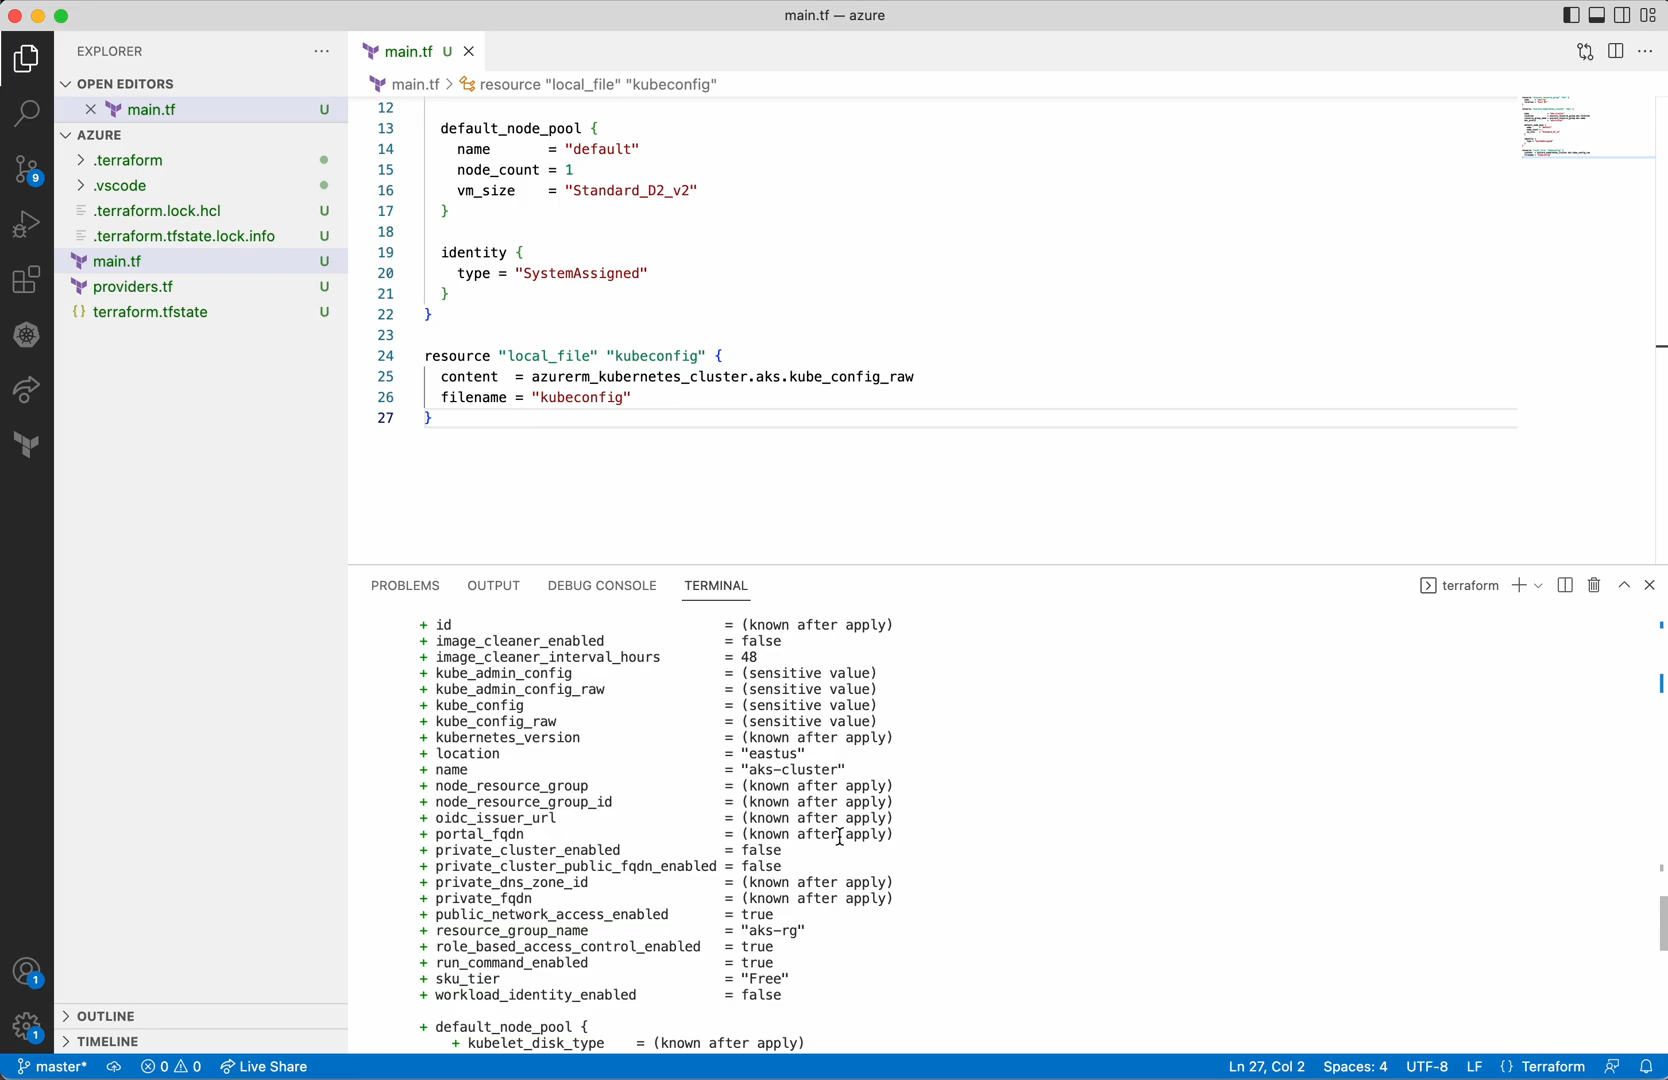 main.tf — azure
EXPLORER
OPEN EDITORS
main.tf U
AZURE
.terraform
.vscode
.terraform.lock.hcl U
.terraform.tfstate.lock.info U
main.tf U
providers.tf U
terraform.tfstate U
OUTLINE
TIMELINE
9
1
1
main.tf U
main.tf > resource "local_file" "kubeconfig"
12
13 default_node_pool {
14 name = "default"
15 node_count = 1
16 vm_size = "Standard_D2_v2"
17 }
18
19 identity {
20 type = "SystemAssigned"
21 }
22 }
23
24 resource "local_file" "kubeconfig" {
25 content = azurerm_kubernetes_cluster.aks.kube_config_raw
26 filename = "kubeconfig"
27 }
PROBLEMS OUTPUT DEBUG CONSOLE TERMINAL terraform
+ id = (known after apply)
+ image_cleaner_enabled = false
+ image_cleaner_interval_hours = 48
+ kube_admin_config = (sensitive value)
+ kube_admin_config_raw = (sensitive value)
+ kube_config = (sensitive value)
+ kube_config_raw = (sensitive value)
+ kubernetes_version = (known after apply)
+ location = "eastus"
+ name = "aks-cluster"
+ node_resource_group = (known after apply)
+ node_resource_group_id = (known after apply)
+ oidc_issuer_url = (known after apply)
+ portal_fqdn = (known after apply)
+ private_cluster_enabled = false
+ private_cluster_public_fqdn_enabled = false
+ private_dns_zone_id = (known after apply)
+ private_fqdn = (known after apply)
+ public_network_access_enabled = true
+ resource_group_name = "aks-rg"
+ role_based_access_control_enabled = true
+ run_command_enabled = true
+ sku_tier = "Free"
+ workload_identity_enabled = false
+ default_node_pool {
+ kubelet_disk_type = (known after apply)
master* 0 0 Live Share Ln 27, Col 2 Spaces: 4 UTF-8 LF {} Terraform